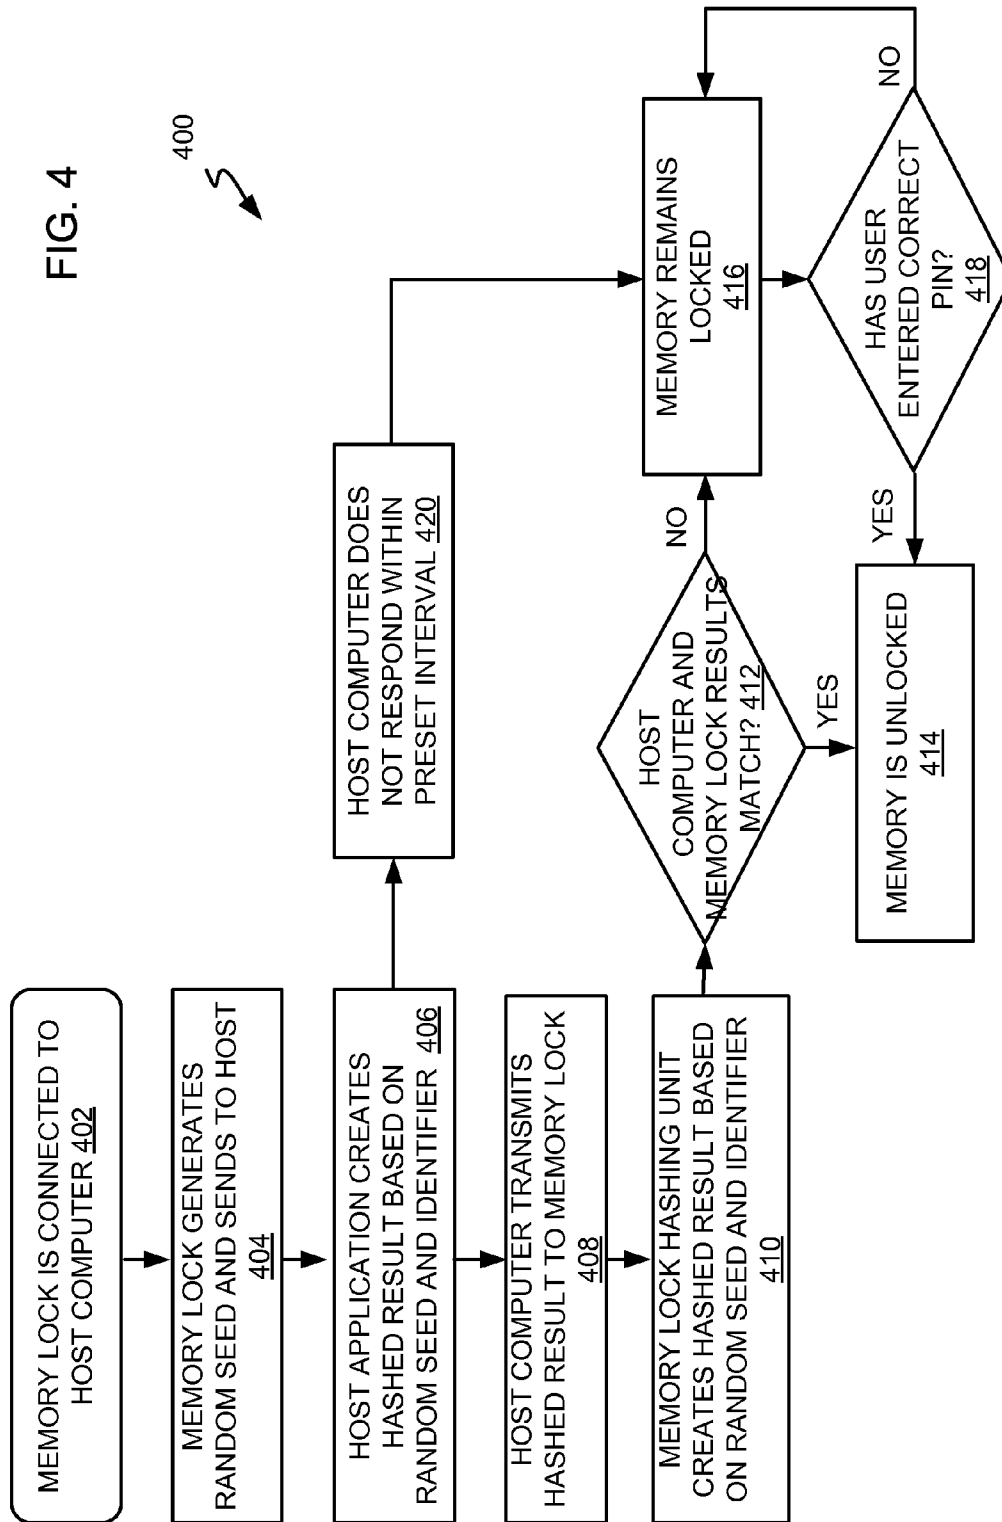 FIG. 4
400
MEMORY LOCK IS CONNECTED TO
HOST COMPUTER 402
MEMORY LOCK GENERATES
RANDOM SEED AND SENDS TO HOST
404
HOST APPLICATION CREATES
HASHED RESULT BASED ON
RANDOM SEED AND IDENTIFIER 406
HOST COMPUTER TRANSMITS
HASHED RESULT TO MEMORY LOCK
408
MEMORY LOCK HASHING UNIT
CREATES HASHED RESULT BASED
ON RANDOM SEED AND IDENTIFIER
410
HOST COMPUTER DOES
NOT RESPOND WITHIN
PRESET INTERVAL 420
HOST
COMPUTER AND
MEMORY LOCK RESULTS
MATCH? 412
NO
YES
MEMORY IS UNLOCKED
414
MEMORY REMAINS
LOCKED
416
HAS USER
ENTERED CORRECT
PIN?
418
YES
NO